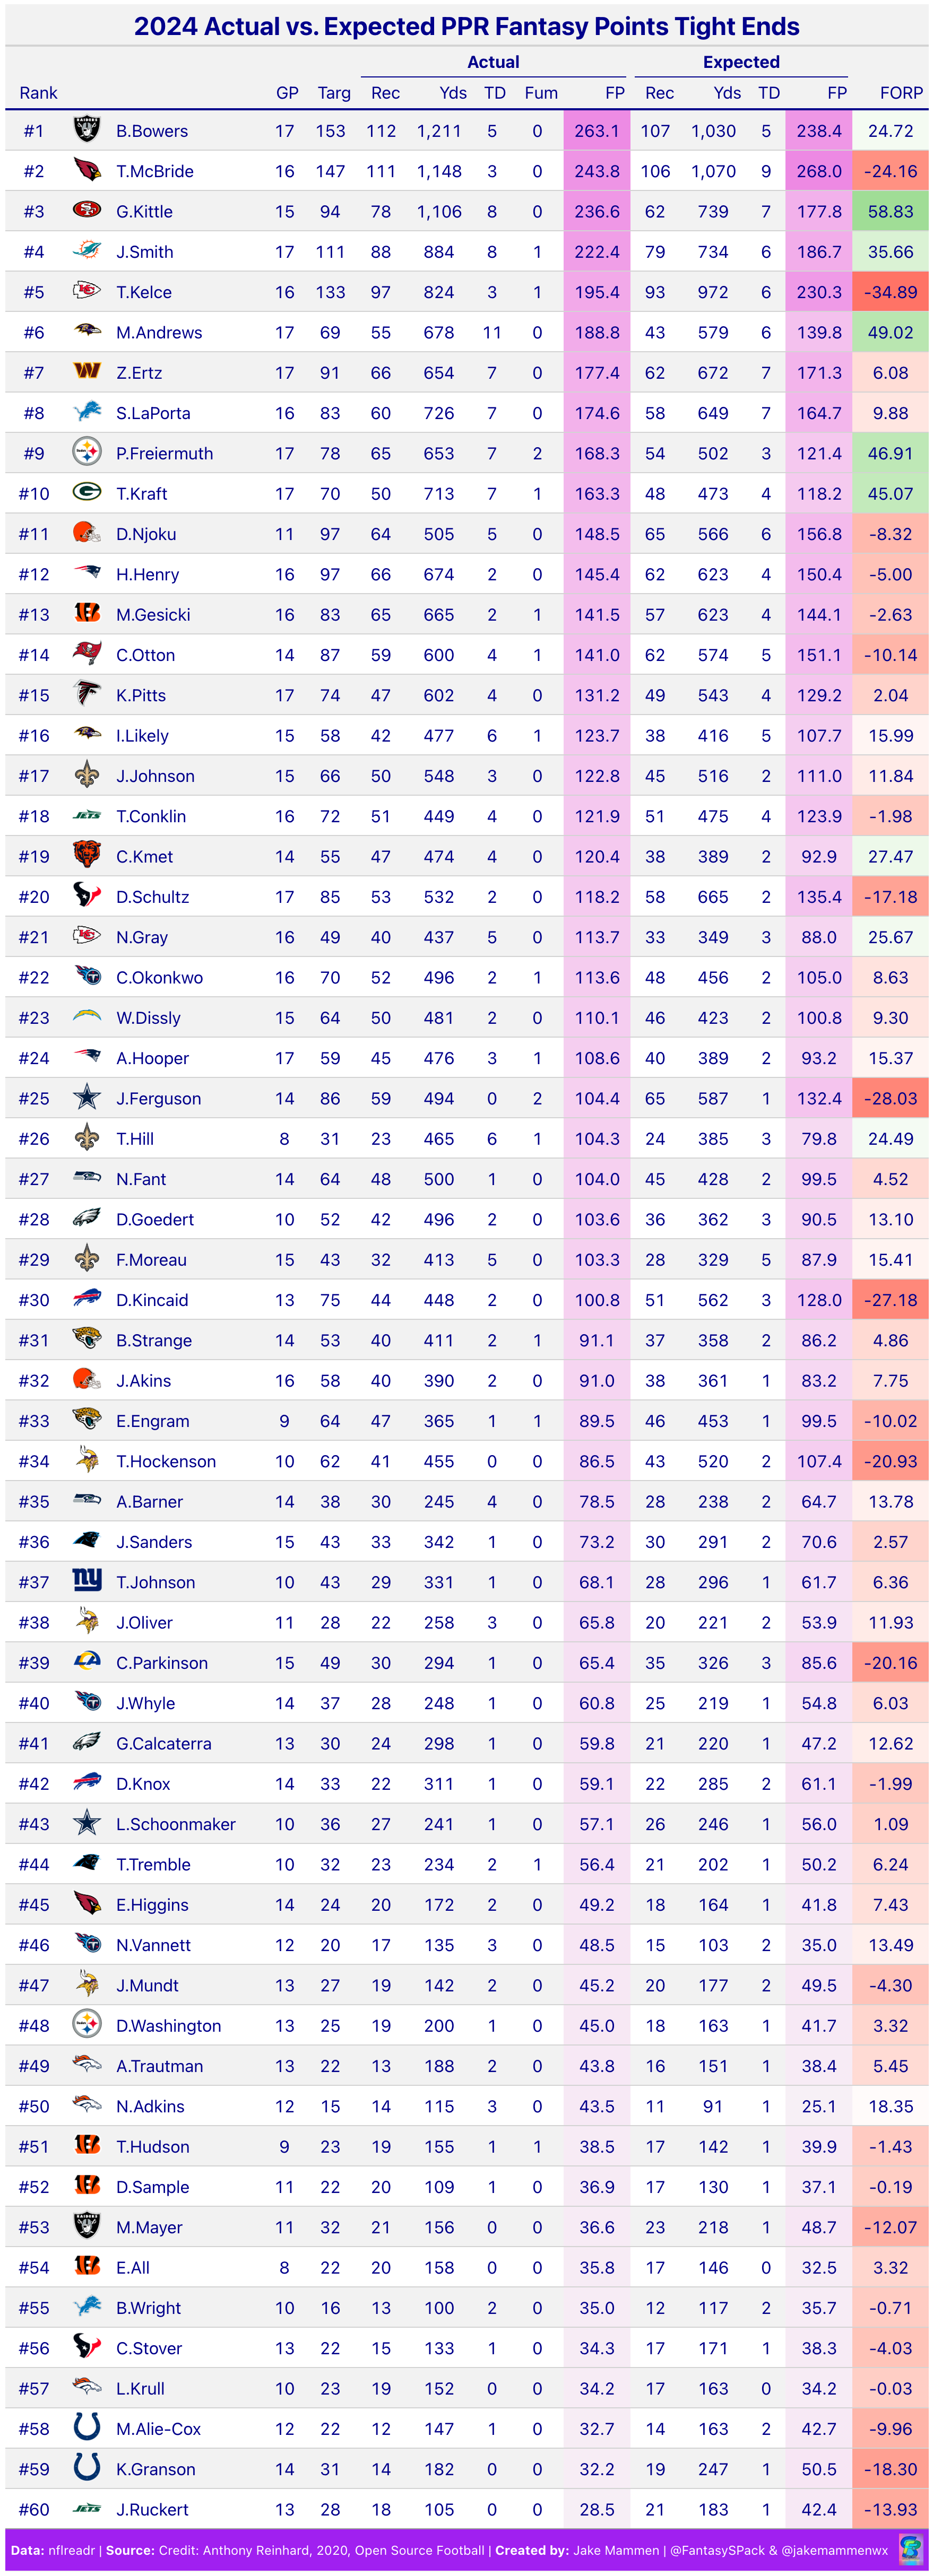 2024 Actual vs. Expected PPR Fantasy Points Tight Ends
Actual Expected
Rank GP Targ Rec Yds TD Fum FP Rec Yds TD FP FORP
#1 RAIDERS B.Bowers 17 153 112 1,211 5 0 263.1 107 1,030 5 238.4 24.72
#2 T.McBride 16 147 111 1,148 3 0 243.8 106 1,070 9 268.0 -24.16
#3 SF G.Kittle 15 94 78 1,106 8 0 236.6 62 739 7 177.8 58.83
#4 J.Smith 17 111 88 884 8 1 222.4 79 734 6 186.7 35.66
#5 KC T.Kelce 16 133 97 824 3 1 195.4 93 972 6 230.3 -34.89
#6 M.Andrews 17 69 55 678 11 0 188.8 43 579 6 139.8 49.02
#7 W Z.Ertz 17 91 66 654 7 0 177.4 62 672 7 171.3 6.08
#8 S.LaPorta 16 83 60 726 7 0 174.6 58 649 7 164.7 9.88
#9 Steelers P.Freiermuth 17 78 65 653 7 2 168.3 54 502 3 121.4 46.91
#10 G T.Kraft 17 70 50 713 7 1 163.3 48 473 4 118.2 45.07
#11 D.Njoku 11 97 64 505 5 0 148.5 65 566 6 156.8 -8.32
#12 H.Henry 16 97 66 674 2 0 145.4 62 623 4 150.4 -5.00
#13 M.Gesicki 16 83 65 665 2 1 141.5 57 623 4 144.1 -2.63
#14 C.Otton 14 87 59 600 4 1 141.0 62 574 5 151.1 -10.14
#15 K.Pitts 17 74 47 602 4 0 131.2 49 543 4 129.2 2.04
#16 I.Likely 15 58 42 477 6 1 123.7 38 416 5 107.7 15.99
#17 J.Johnson 15 66 50 548 3 0 122.8 45 516 2 111.0 11.84
#18 JETS T.Conklin 16 72 51 449 4 0 121.9 51 475 4 123.9 -1.98
#19 C.Kmet 14 55 47 474 4 0 120.4 38 389 2 92.9 27.47
#20 D.Schultz 17 85 53 532 2 0 118.2 58 665 2 135.4 -17.18
#21 KC N.Gray 16 49 40 437 5 0 113.7 33 349 3 88.0 25.67
#22 T C.Okonkwo 16 70 52 496 2 1 113.6 48 456 2 105.0 8.63
#23 W.Dissly 15 64 50 481 2 0 110.1 46 423 2 100.8 9.30
#24 A.Hooper 17 59 45 476 3 1 108.6 40 389 2 93.2 15.37
#25 J.Ferguson 14 86 59 494 0 2 104.4 65 587 1 132.4 -28.03
#26 T.Hill 8 31 23 465 6 1 104.3 24 385 3 79.8 24.49
#27 N.Fant 14 64 48 500 1 0 104.0 45 428 2 99.5 4.52
#28 D.Goedert 10 52 42 496 2 0 103.6 36 362 3 90.5 13.10
#29 F.Moreau 15 43 32 413 5 0 103.3 28 329 5 87.9 15.41
#30 D.Kincaid 13 75 44 448 2 0 100.8 51 562 3 128.0 -27.18
#31 B.Strange 14 53 40 411 2 1 91.1 37 358 2 86.2 4.86
#32 J.Akins 16 58 40 390 2 0 91.0 38 361 1 83.2 7.75
#33 E.Engram 9 64 47 365 1 1 89.5 46 453 1 99.5 -10.02
#34 T.Hockenson 10 62 41 455 0 0 86.5 43 520 2 107.4 -20.93
#35 A.Barner 14 38 30 245 4 0 78.5 28 238 2 64.7 13.78
#36 J.Sanders 15 43 33 342 1 0 73.2 30 291 2 70.6 2.57
#37 ny T.Johnson 10 43 29 331 1 0 68.1 28 296 1 61.7 6.36
#38 J.Oliver 11 28 22 258 3 0 65.8 20 221 2 53.9 11.93
#39 LA C.Parkinson 15 49 30 294 1 0 65.4 35 326 3 85.6 -20.16
#40 T J.Whyle 14 37 28 248 1 0 60.8 25 219 1 54.8 6.03
#41 G.Calcaterra 13 30 24 298 1 0 59.8 21 220 1 47.2 12.62
#42 D.Knox 14 33 22 311 1 0 59.1 22 285 2 61.1 -1.99
#43 L.Schoonmaker 10 36 27 241 1 0 57.1 26 246 1 56.0 1.09
#44 T.Tremble 10 32 23 234 2 1 56.4 21 202 1 50.2 6.24
#45 E.Higgins 14 24 20 172 2 0 49.2 18 164 1 41.8 7.43
#46 T N.Vannett 12 20 17 135 3 0 48.5 15 103 2 35.0 13.49
#47 J.Mundt 13 27 19 142 2 0 45.2 20 177 2 49.5 -4.30
#48 Steelers D.Washington 13 25 19 200 1 0 45.0 18 163 1 41.7 3.32
#49 A.Trautman 13 22 13 188 2 0 43.8 16 151 1 38.4 5.45
#50 N.Adkins 12 15 14 115 3 0 43.5 11 91 1 25.1 18.35
#51 T.Hudson 9 23 19 155 1 1 38.5 17 142 1 39.9 -1.43
#52 D.Sample 11 22 20 109 1 0 36.9 17 130 1 37.1 -0.19
#53 RAIDERS M.Mayer 11 32 21 156 0 0 36.6 23 218 1 48.7 -12.07
#54 E.All 8 22 20 158 0 0 35.8 17 146 0 32.5 3.32
#55 B.Wright 10 16 13 100 2 0 35.0 12 117 2 35.7 -0.71
#56 C.Stover 13 22 15 133 1 0 34.3 17 171 1 38.3 -4.03
#57 L.Krull 10 23 19 152 0 0 34.2 17 163 0 34.2 -0.03
#58 M.Alie-Cox 12 22 12 147 1 0 32.7 14 163 2 42.7 -9.96
#59 K.Granson 14 31 14 182 0 0 32.2 19 247 1 50.5 -18.30
#60 JETS J.Ruckert 13 28 18 105 0 0 28.5 21 183 1 42.4 -13.93
Data: nflreadr | Source: Credit: Anthony Reinhard, 2020, Open Source Football | Created by: Jake Mammen | @FantasySPack & @jakemammenwx